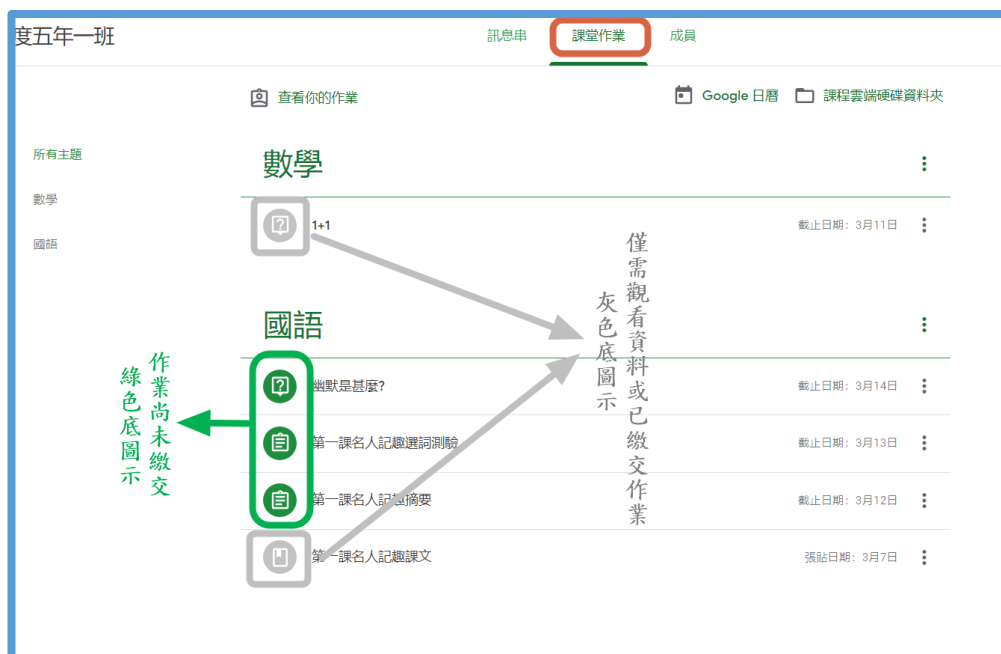 度五年一班
訊息串
課堂作業
成員
查看你的作業
Google 日曆
課程雲端硬碟資料夾
所有主題
數學
國語
數學
1+1
截止日期：3月11日
國語
幽默是甚麼?
截止日期：3月14日
第一課名人記趣選詞測驗
截止日期：3月13日
第一課名人記趣摘要
截止日期：3月12日
第一課名人記趣課文
張貼日期：3月7日
作業尚未繳交
綠色底圖示
僅需觀看資料或已繳交作業
灰色底圖示